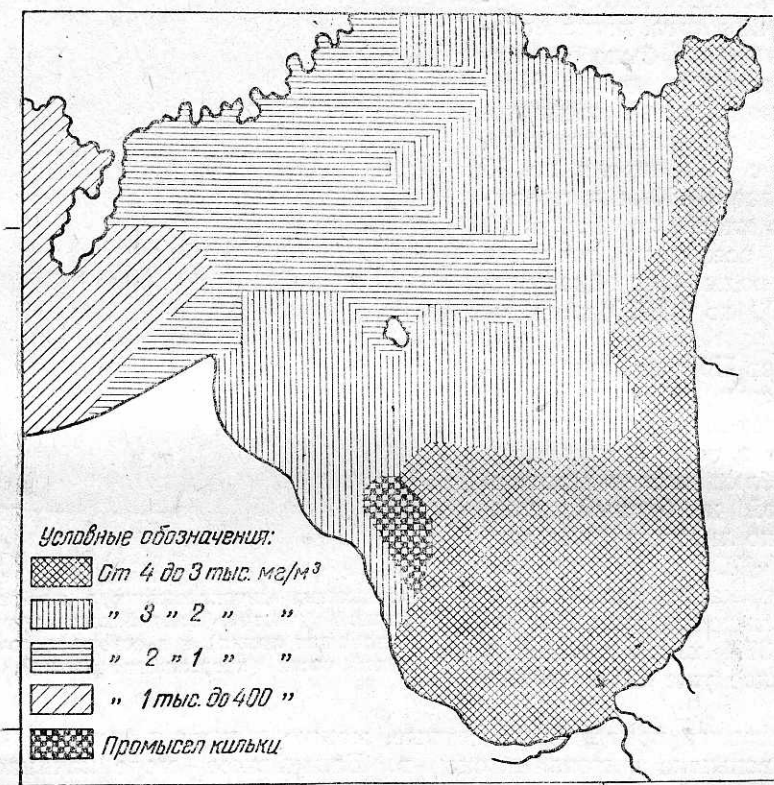 Условные обозначения:
От 4 до 3 тыс. мг/м³
" 3 " 2 " "
" 2 " 1 " "
" 1 тыс. до 400 "
Промысел кильки